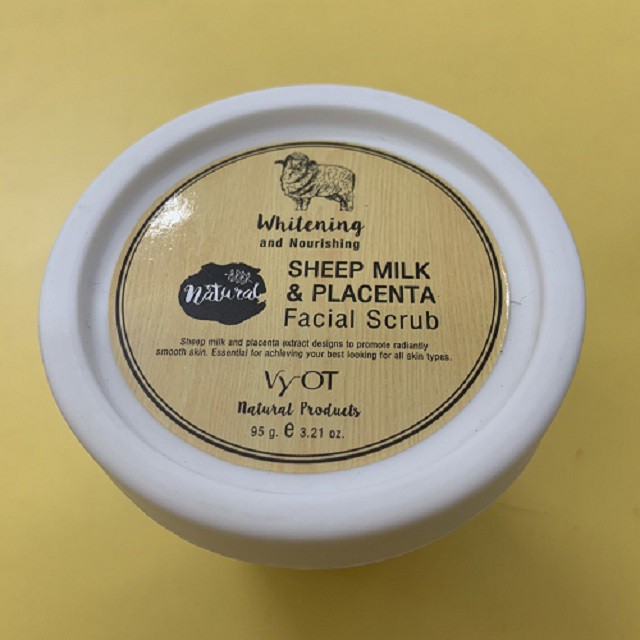 Whitening
and Nourishing
Natural
SHEEP MILK
& PLACENTA
Facial Scrub
Sheep milk and placenta extract designs to promote radiantly
smooth skin. Essential for achieving your best looking for all skin types.
Vy-OT
Natural Products
95 g. e 3.21 oz.